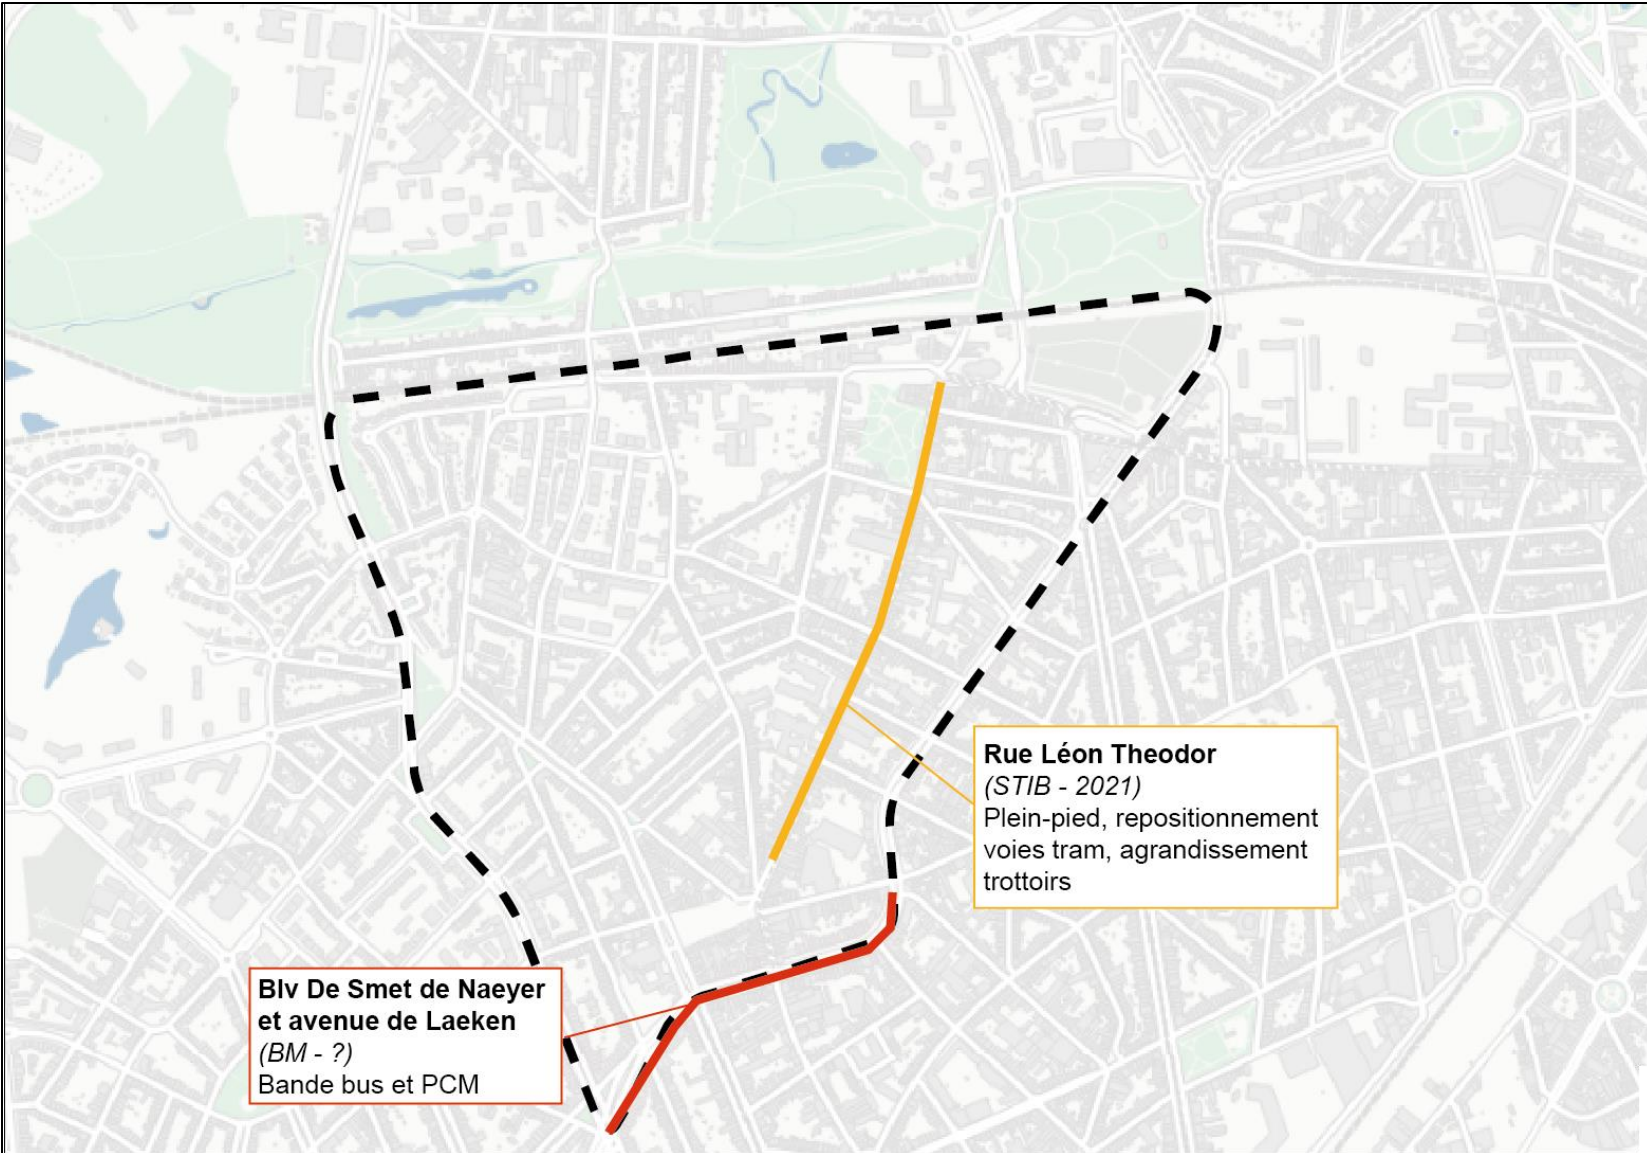 Rue Léon Theodor
(STIB - 2021)
Plein-pied, repositionnement
voies tram, agrandissement
trottoirs
Blv De Smet de Naeyer
et avenue de Laeken
(BM - ?)
Bande bus et PCM